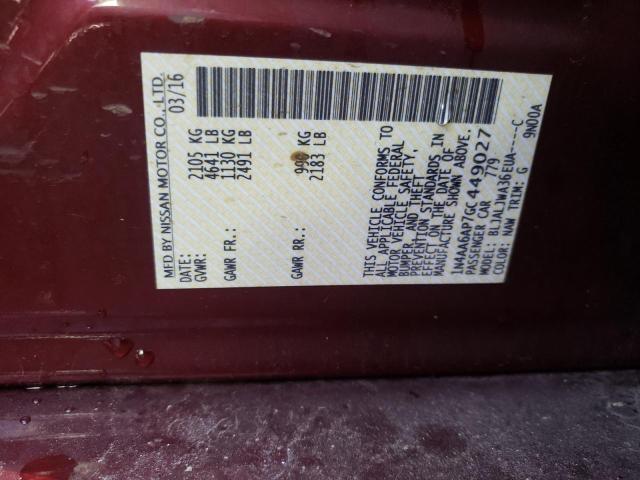 MFD BY NISSAN MOTOR CO., LTD.
DATE: 03/16
GVWR: 2105 KG
4641 LB
GAWR FR: 1130 KG
2491 LB
GAWR RR: 990 KG
2183 LB
THIS VEHICLE CONFORMS TO
ALL APPLICABLE FEDERAL
MOTOR VEHICLE SAFETY,
BUMPER, AND THEFT
PREVENTION STANDARDS IN
EFFECT ON THE DATE OF
MANUFACTURE SHOWN ABOVE.
1N4AA6AP7GC449027
PASSENGER CAR 779
MODEL: BLJALJWA36EUA-----C
COLOR: NAW TRIM: G 9N00A